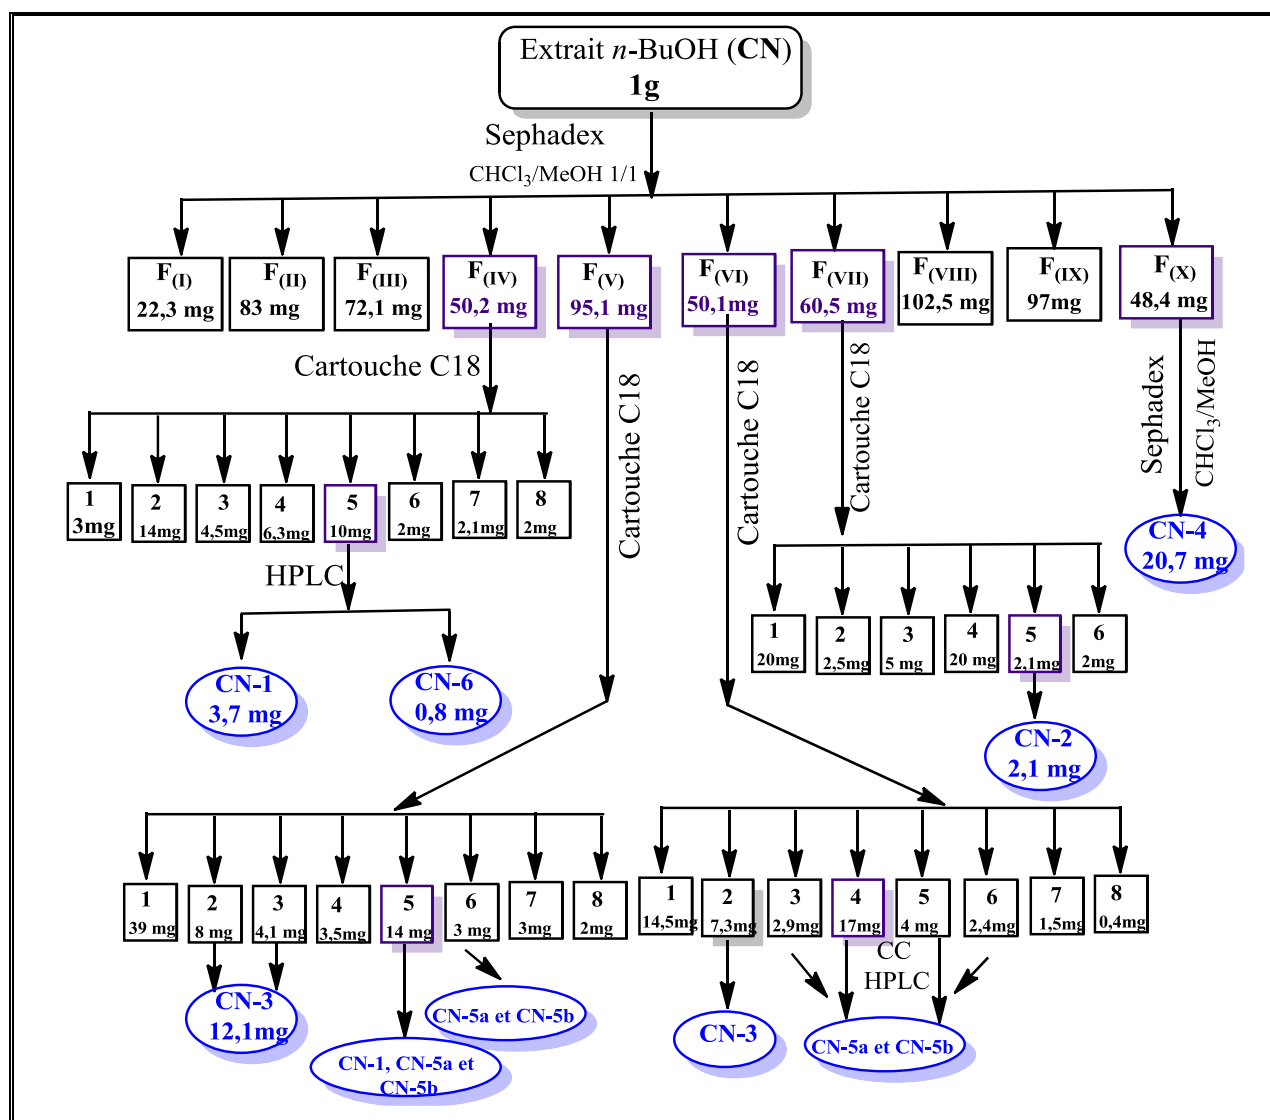 Extrait n-BuOH (CN)
1g
Sephadex
CHCl3/MeOH 1/1
F(I)
22,3 mg
F(II)
83 mg
F(III)
72,1 mg
F(IV)
50,2 mg
F(V)
95,1 mg
F(VI)
50,1mg
F(VII)
60,5 mg
F(VIII)
102,5 mg
F(IX)
97mg
F(X)
48,4 mg
Cartouche C18
Cartouche C18
Cartouche C18
Cartouche C18
Sephadex
CHCl3/MeOH
1
3mg
2
14mg
3
4,5mg
4
6,3mg
5
10mg
6
2mg
7
2,1mg
8
2mg
HPLC
CN-1
3,7 mg
CN-6
0,8 mg
CN-4
20,7 mg
1
20mg
2
2,5mg
3
5 mg
4
20 mg
5
2,1mg
6
2mg
CN-2
2,1 mg
1
39 mg
2
8 mg
3
4,1 mg
4
3,5mg
5
14 mg
6
3 mg
7
3mg
8
2mg
CN-3
12,1mg
CN-5a et CN-5b
CN-1, CN-5a et
CN-5b
1
14,5mg
2
7,3mg
3
2,9mg
4
17mg
5
4 mg
6
2,4mg
7
1,5mg
8
0,4mg
CC
HPLC
CN-3
CN-5a et CN-5b